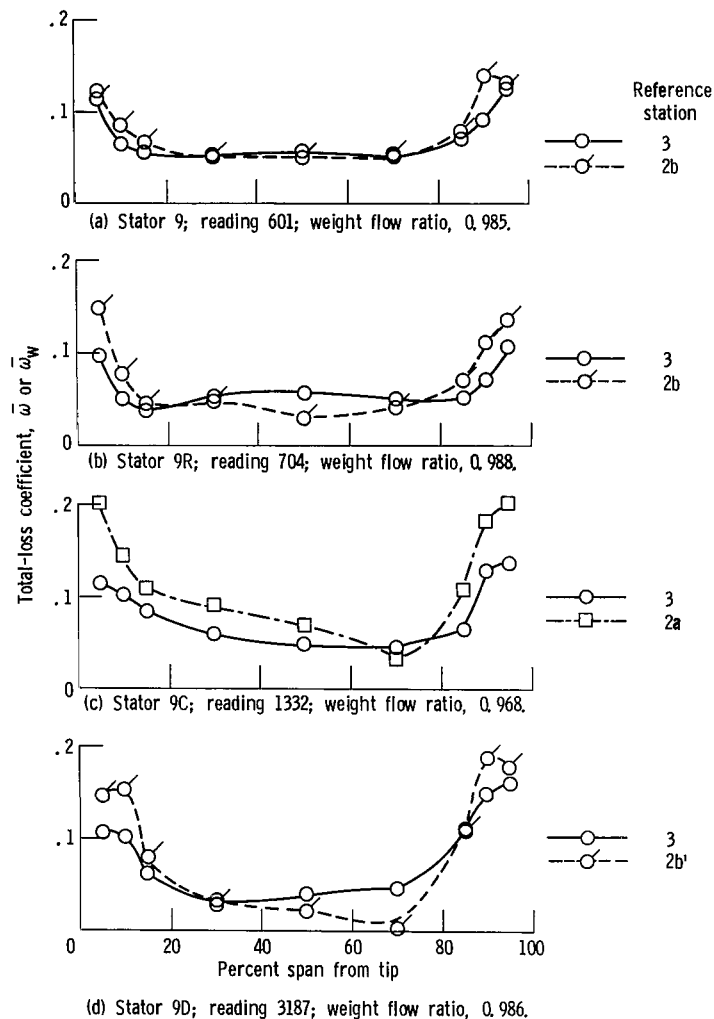 Total-loss coefficient, ω̄ or ω̄w
.2
.1
0
Reference
station
3
2b
(a) Stator 9; reading 601; weight flow ratio, 0.985.
.2
.1
0
3
2b
(b) Stator 9R; reading 704; weight flow ratio, 0.988.
.2
.1
0
3
2a
(c) Stator 9C; reading 1332; weight flow ratio, 0.968.
.2
.1
3
2b'
0 20 40 60 80 100
Percent span from tip
(d) Stator 9D; reading 3187; weight flow ratio, 0.986.